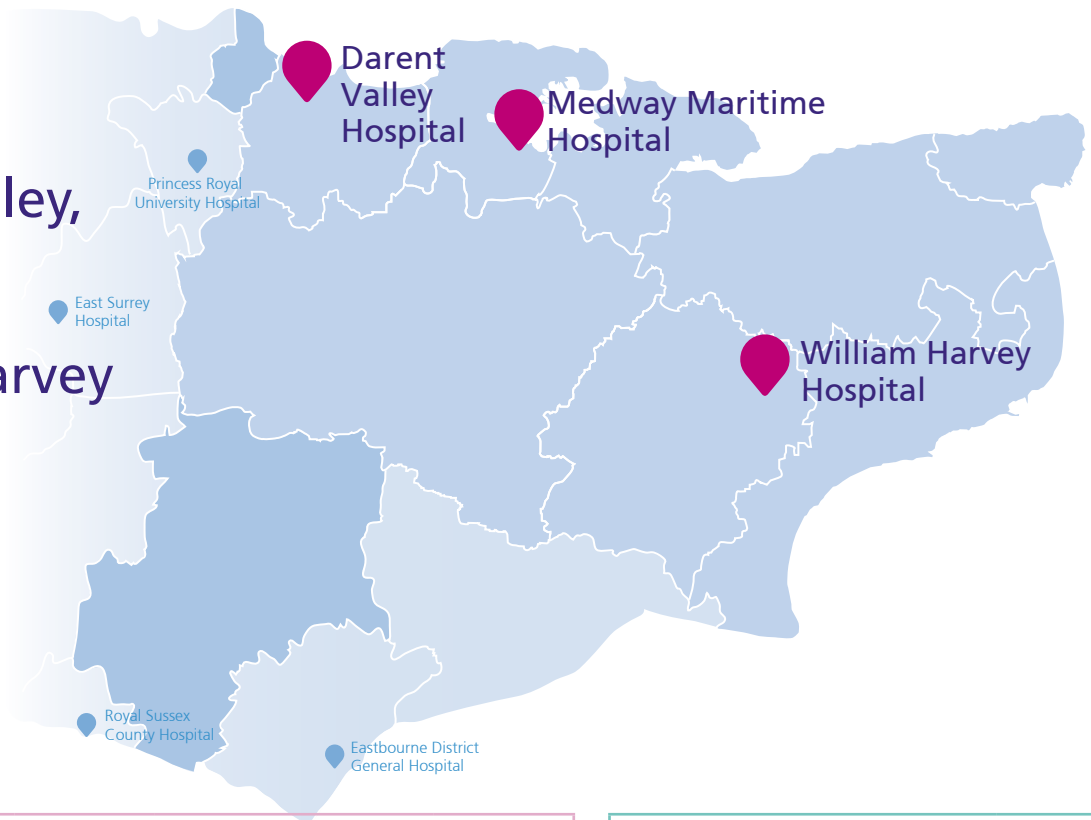 Darent
Valley
Hospital
Medway Maritime
Hospital
Princess Royal
University Hospital
ley,
East Surrey
Hospital
arvey
William Harvey
Hospital
Royal Sussex
County Hospital
Eastbourne District
General Hospital